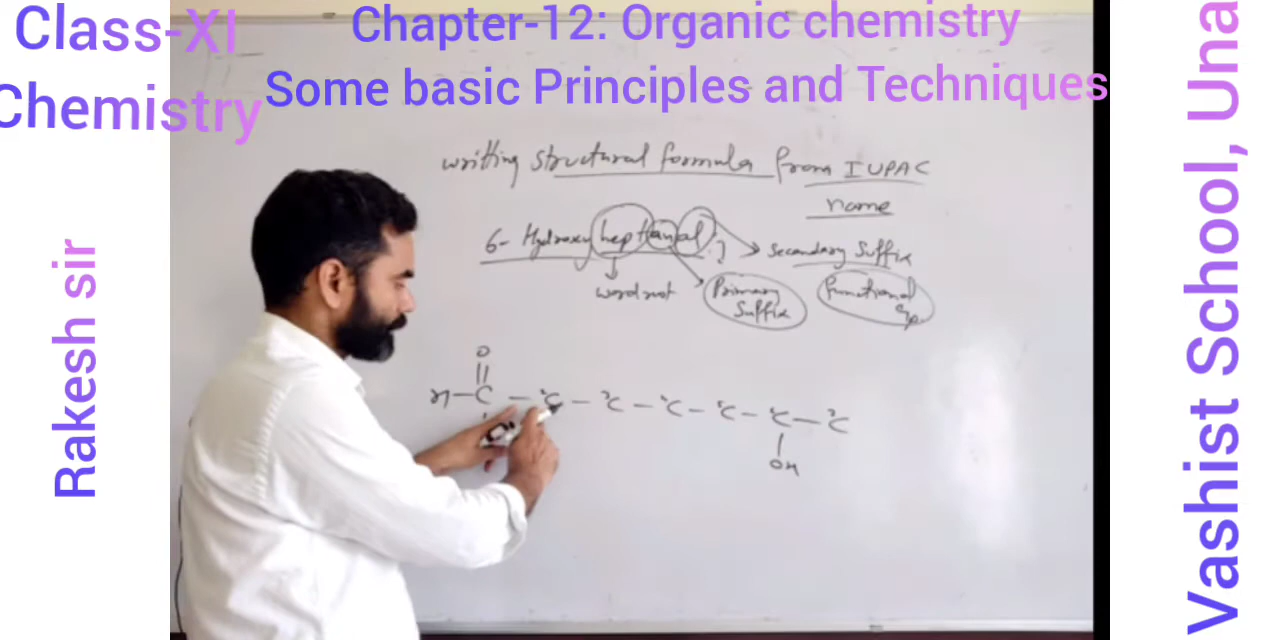 Class-XI
Chemistry
Chapter-12: Organic chemistry
Some basic Principles and Techniques
Rakesh sir
Vashist School, Una
writting structural formula from IUPAC
name
6- Hydroxy heptanal ?
Secondary Suffix
word root
Primary
Suffix
Functional
gp
O
H-C-C-C-C-C-C-C
OH